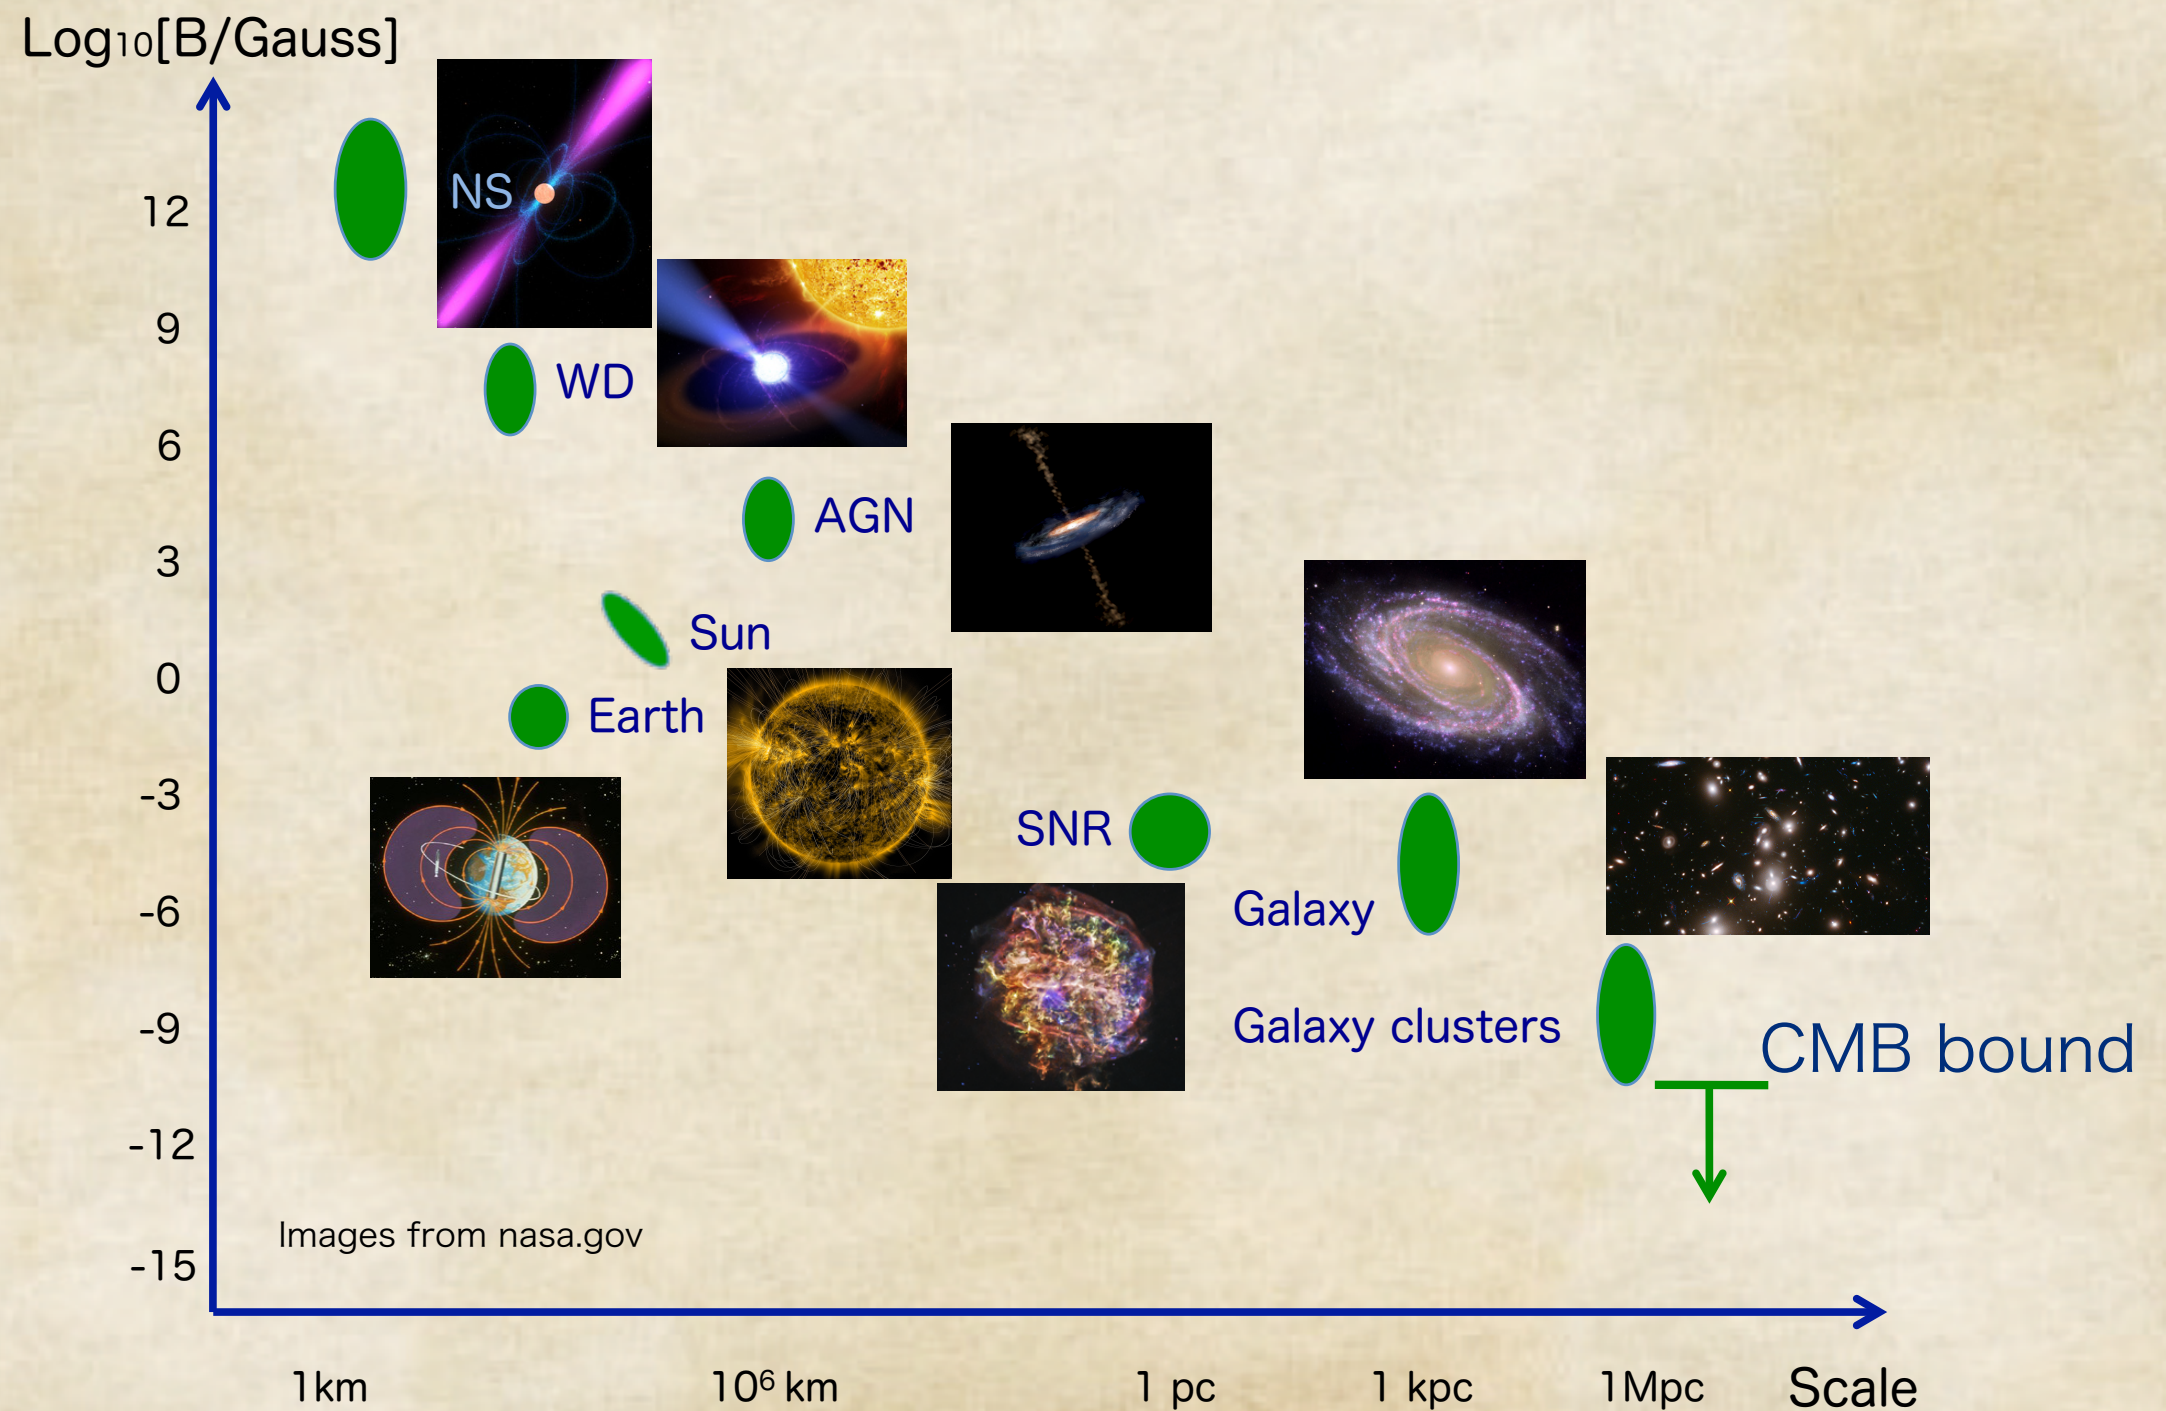 Log10[B/Gauss]
NS
12
9
WD
6
AGN
3
Sun
0
Earth
-3
SNR
-6
Galaxy
-9
Galaxy clusters
CMB bound
-12
Images from nasa.gov
-15
1km
10⁶ km
1 pc
1 kpc
1Mpc
Scale